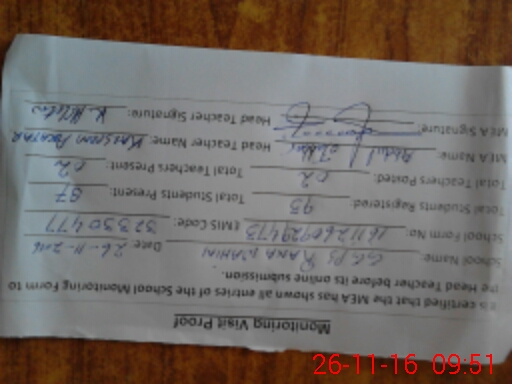 Monitoring Visit Proof
It is certified that the MEA has shown all entries of the School Monitoring Form to
the Head Teacher before its online submission.
School Name: GGPS RANA WAHIN Date 26-11-2016
School Form No: EMIS Code: 32330477
Total Students Registered: 93 Total Students Present: 87
Total Teachers Posted: 02 Total Teachers Present: 02
MEA Name: Head Teacher Name:
MEA Signature: Head Teacher Signature:
26-11-16 09:51